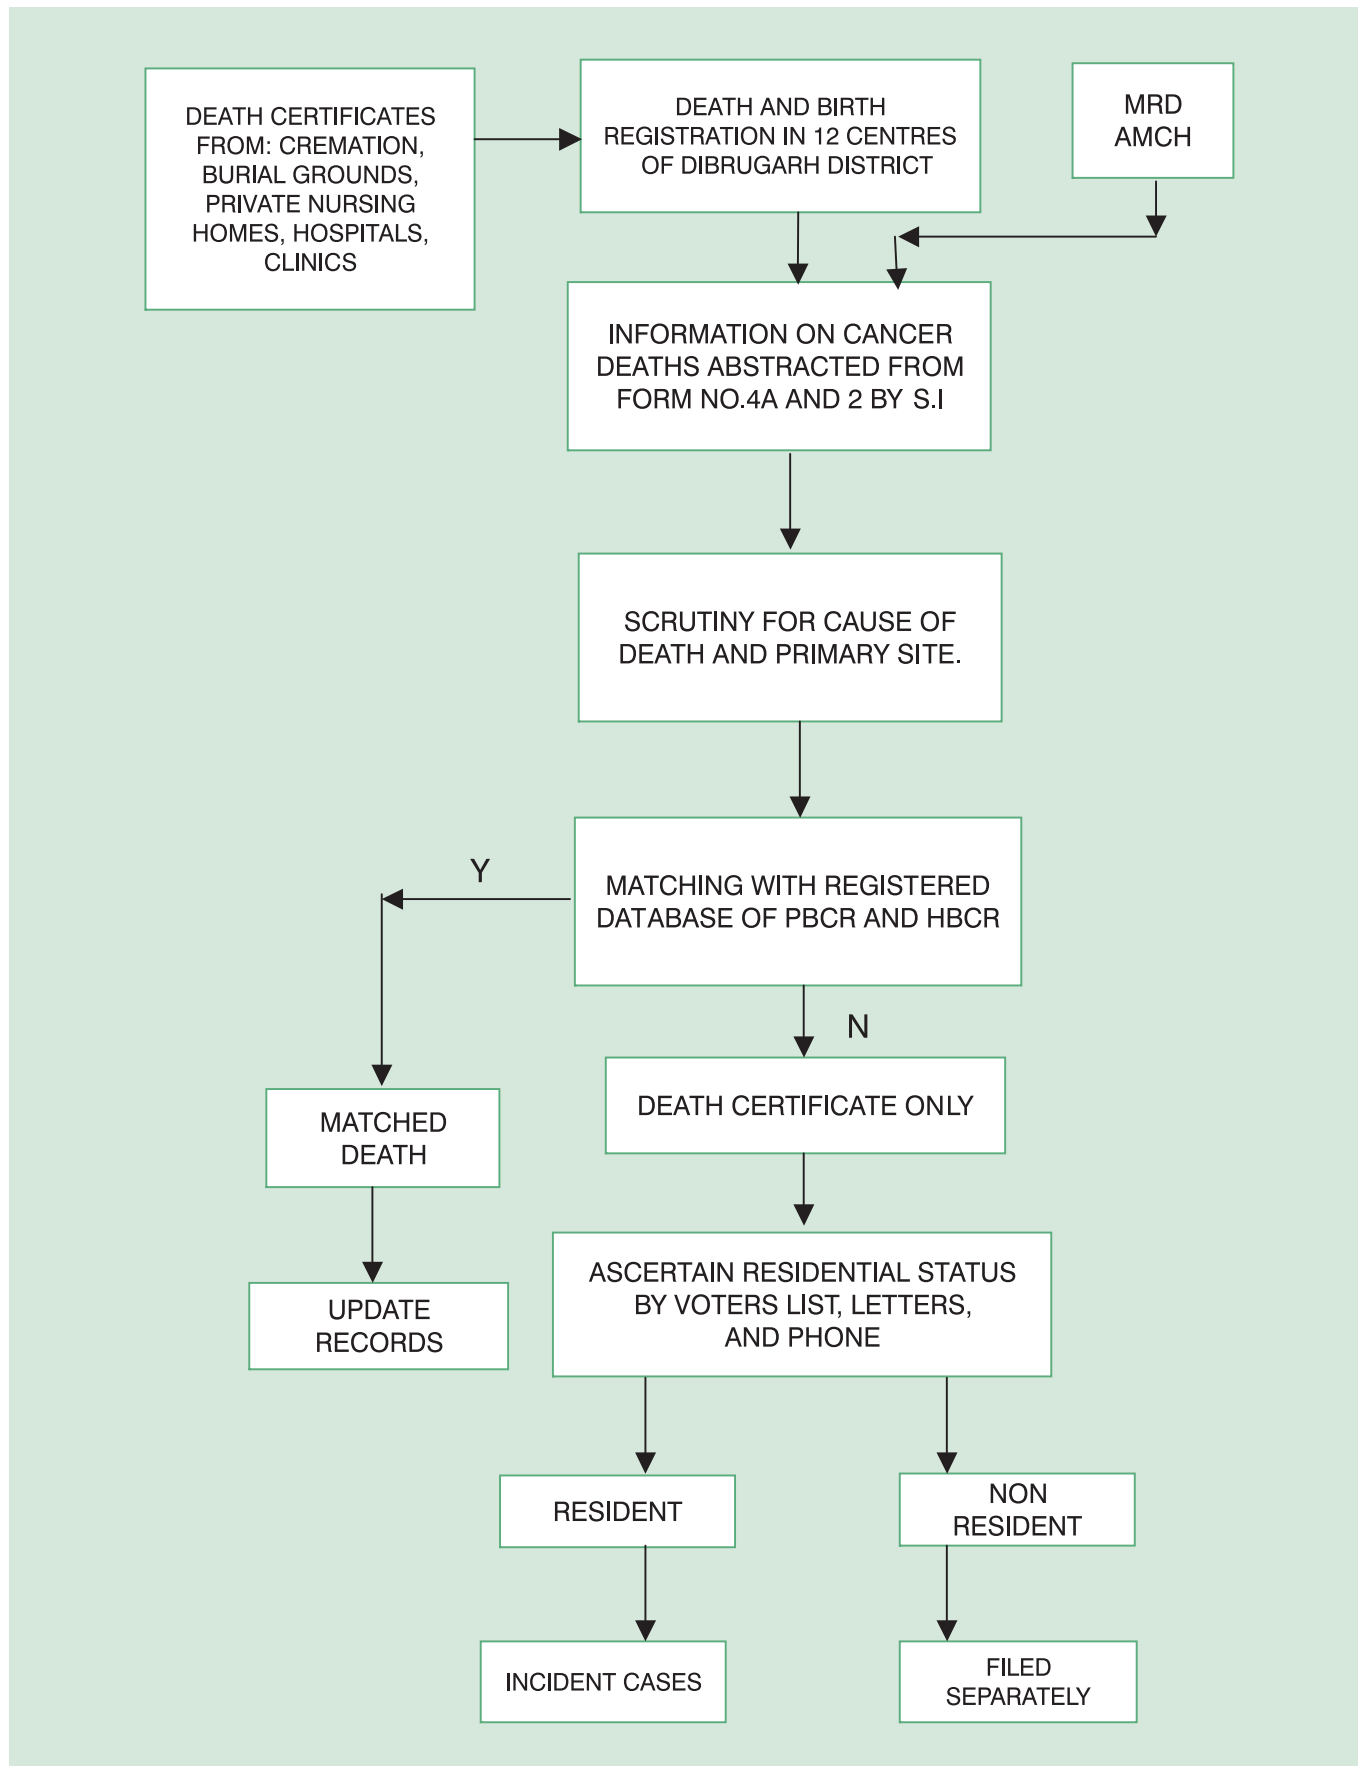 DEATH CERTIFICATES
FROM: CREMATION,
BURIAL GROUNDS,
PRIVATE NURSING
HOMES, HOSPITALS,
CLINICS
DEATH AND BIRTH
REGISTRATION IN 12 CENTRES
OF DIBRUGARH DISTRICT
MRD
AMCH
INFORMATION ON CANCER
DEATHS ABSTRACTED FROM
FORM NO.4A AND 2 BY S.I
SCRUTINY FOR CAUSE OF
DEATH AND PRIMARY SITE.
MATCHING WITH REGISTERED
DATABASE OF PBCR AND HBCR
Y
N
MATCHED
DEATH
UPDATE
RECORDS
DEATH CERTIFICATE ONLY
ASCERTAIN RESIDENTIAL STATUS
BY VOTERS LIST, LETTERS,
AND PHONE
RESIDENT
NON
RESIDENT
INCIDENT CASES
FILED
SEPARATELY